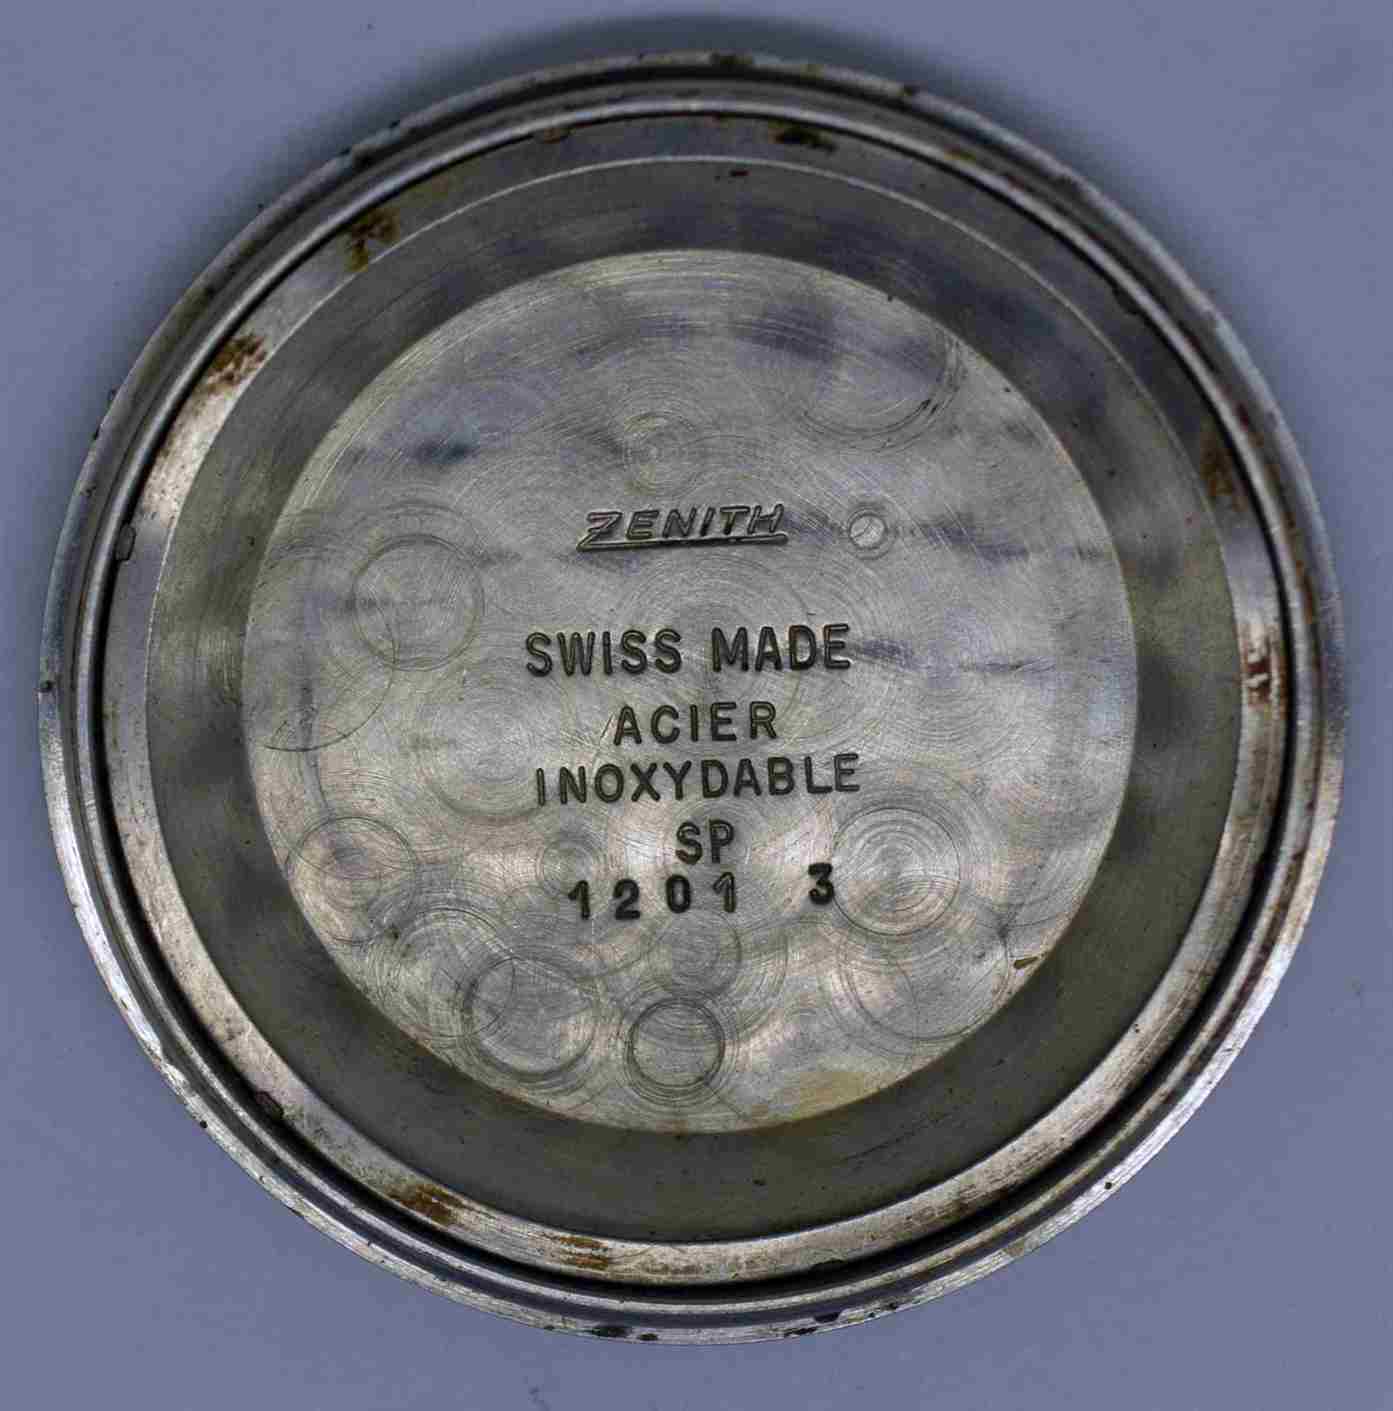 ZENITH
SWISS MADE
ACIER
INOXYDABLE
SP
1201 3